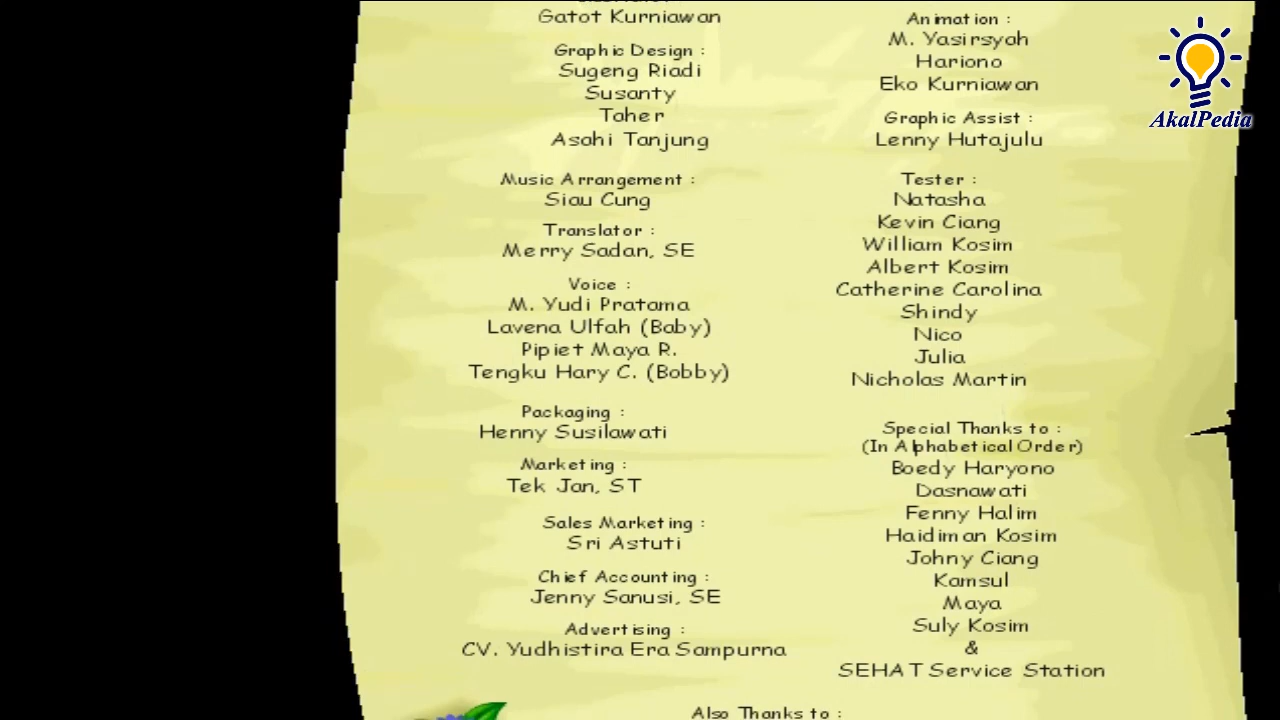 Gatot Kurniawan
Graphic Design :
Sugeng Riadi
Susanty
Taher
Asahi Tanjung
Music Arrangement :
Siau Cung
Translator :
Merry Sadan, SE
Voice :
M. Yudi Pratama
Lavena Ulfah (Baby)
Pipiet Maya R.
Tengku Hary C. (Bobby)
Packaging :
Henny Susilawati
Marketing :
Tek Jan, ST
Sales Marketing :
Sri Astuti
Chief Accounting :
Jenny Sanusi, SE
Advertising :
CV. Yudhistira Era Sampurna
Animation :
M. Yasirsyah
Hariono
Eko Kurniawan
Graphic Assist :
Lenny Hutajulu
Tester :
Natasha
Kevin Ciang
William Kosim
Albert Kosim
Catherine Carolina
Shindy
Nico
Julia
Nicholas Martin
Special Thanks to :
(In Alphabetical Order)
Boedy Haryono
Dasnawati
Fenny Halim
Haidiman Kosim
Johny Ciang
Kamsul
Maya
Suly Kosim
&
SEHAT Service Station
Also Thanks to :
AkalPedia